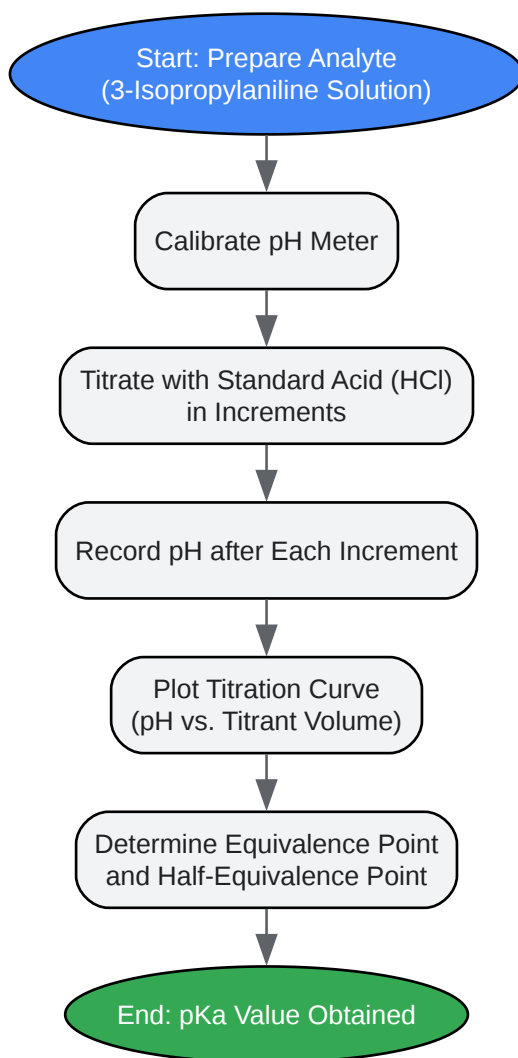 Start: Prepare Analyte
(3-Isopropylaniline Solution)
Calibrate pH Meter
Titrate with Standard Acid (HCl)
in Increments
Record pH after Each Increment
Plot Titration Curve
(pH vs. Titrant Volume)
Determine Equivalence Point
and Half-Equivalence Point
End: pKa Value Obtained